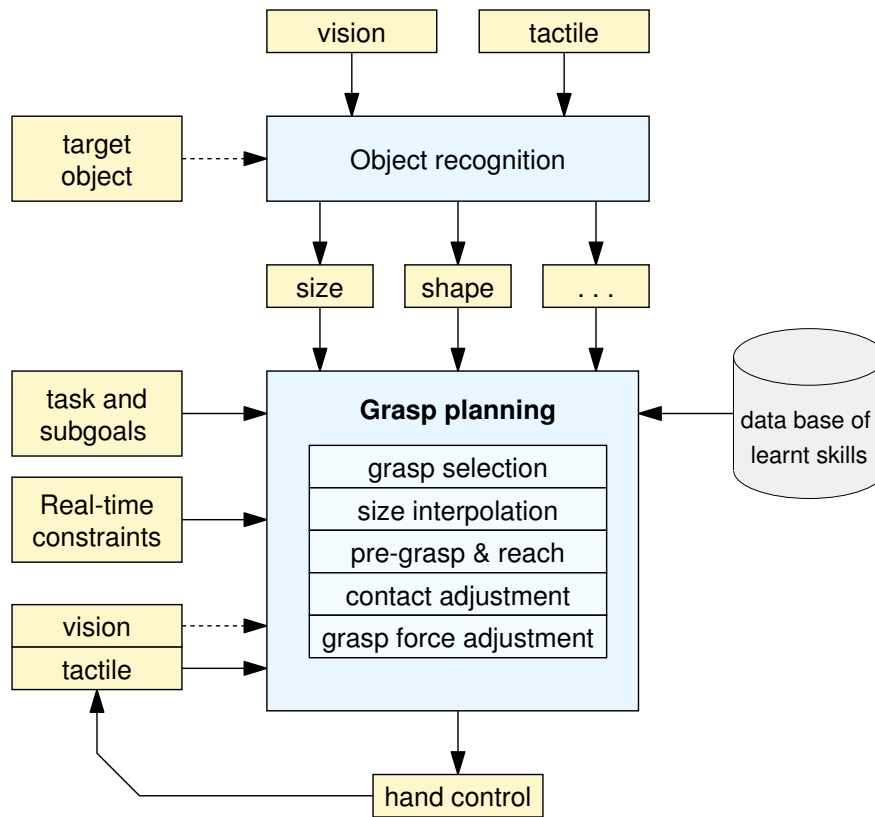 vision
tactile
target
object
Object recognition
size
shape
. . .
task and
subgoals
Grasp planning
data base of
learnt skills
grasp selection
Real-time
constraints
size interpolation
pre-grasp & reach
contact adjustment
vision
grasp force adjustment
tactile
hand control